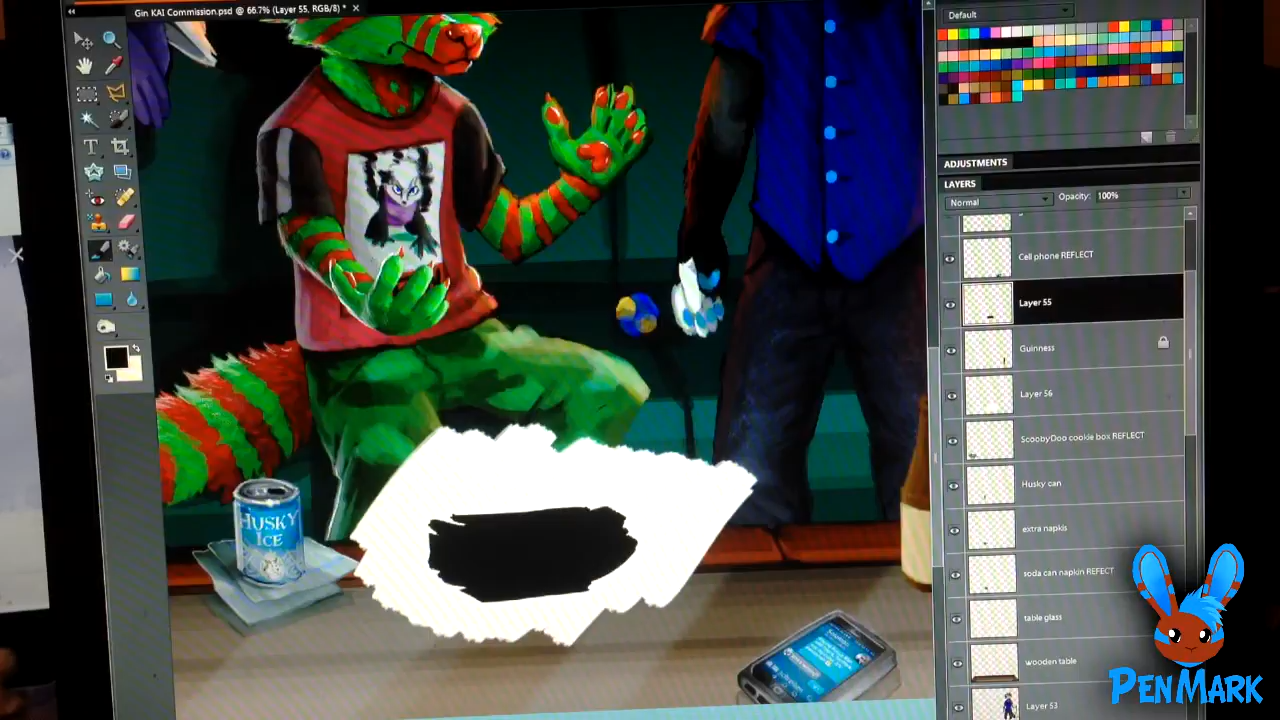 Gin KAI Commission.psd @ 66.7% (Layer 55, RGB/8) *
Default
ADJUSTMENTS
LAYERS
Normal
Opacity: 100%
Cell phone REFLECT
Layer 55
Guinness
Layer 56
ScoobyDoo cookie box REFLECT
Husky can
extra napkis
soda can napkin REFECT
table glass
wooden table
Layer 53
HUSKY
ICE
PENMARK